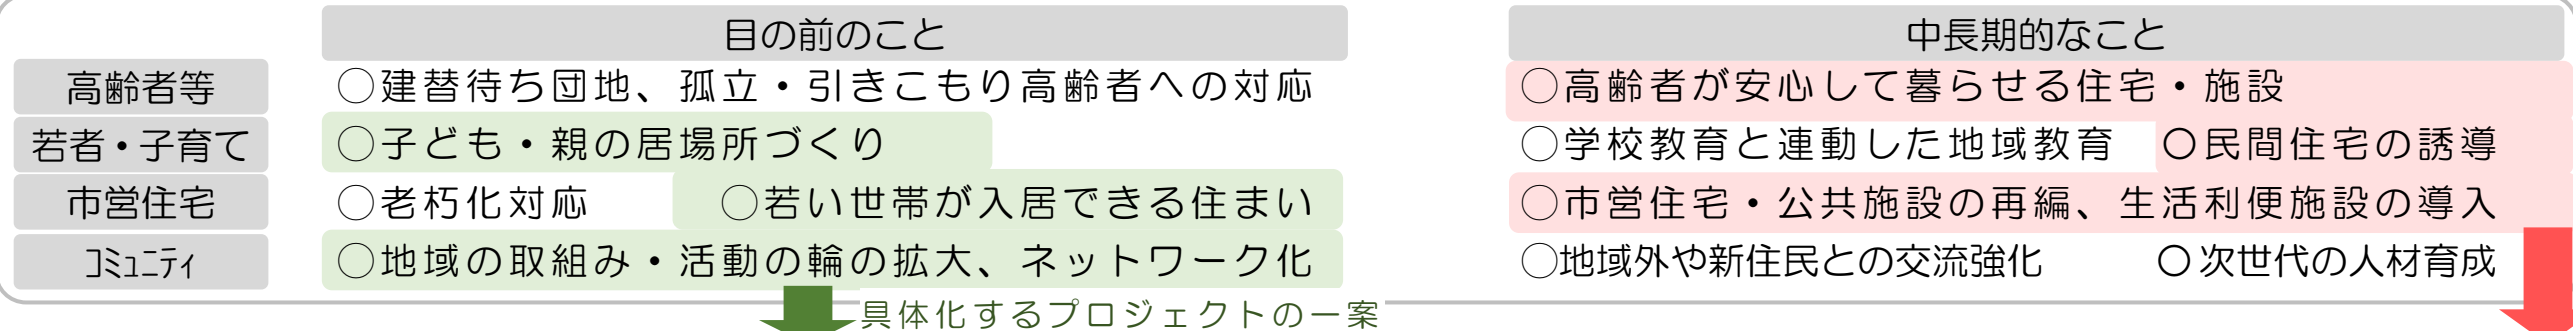 目の前のこと 中長期的なこと
高齢者等 ○建替待ち団地、孤立・引きこもり高齢者への対応 ○高齢者が安心して暮らせる住宅・施設
若者・子育て ○子ども・親の居場所づくり ○学校教育と連動した地域教育 ○民間住宅の誘導
市営住宅 ○老朽化対応 ○若い世帯が入居できる住まい ○市営住宅・公共施設の再編、生活利便施設の導入
コミュニティ ○地域の取組み・活動の輪の拡大、ネットワーク化 ○地域外や新住民との交流強化 ○次世代の人材育成
具体化するプロジェクトの一案